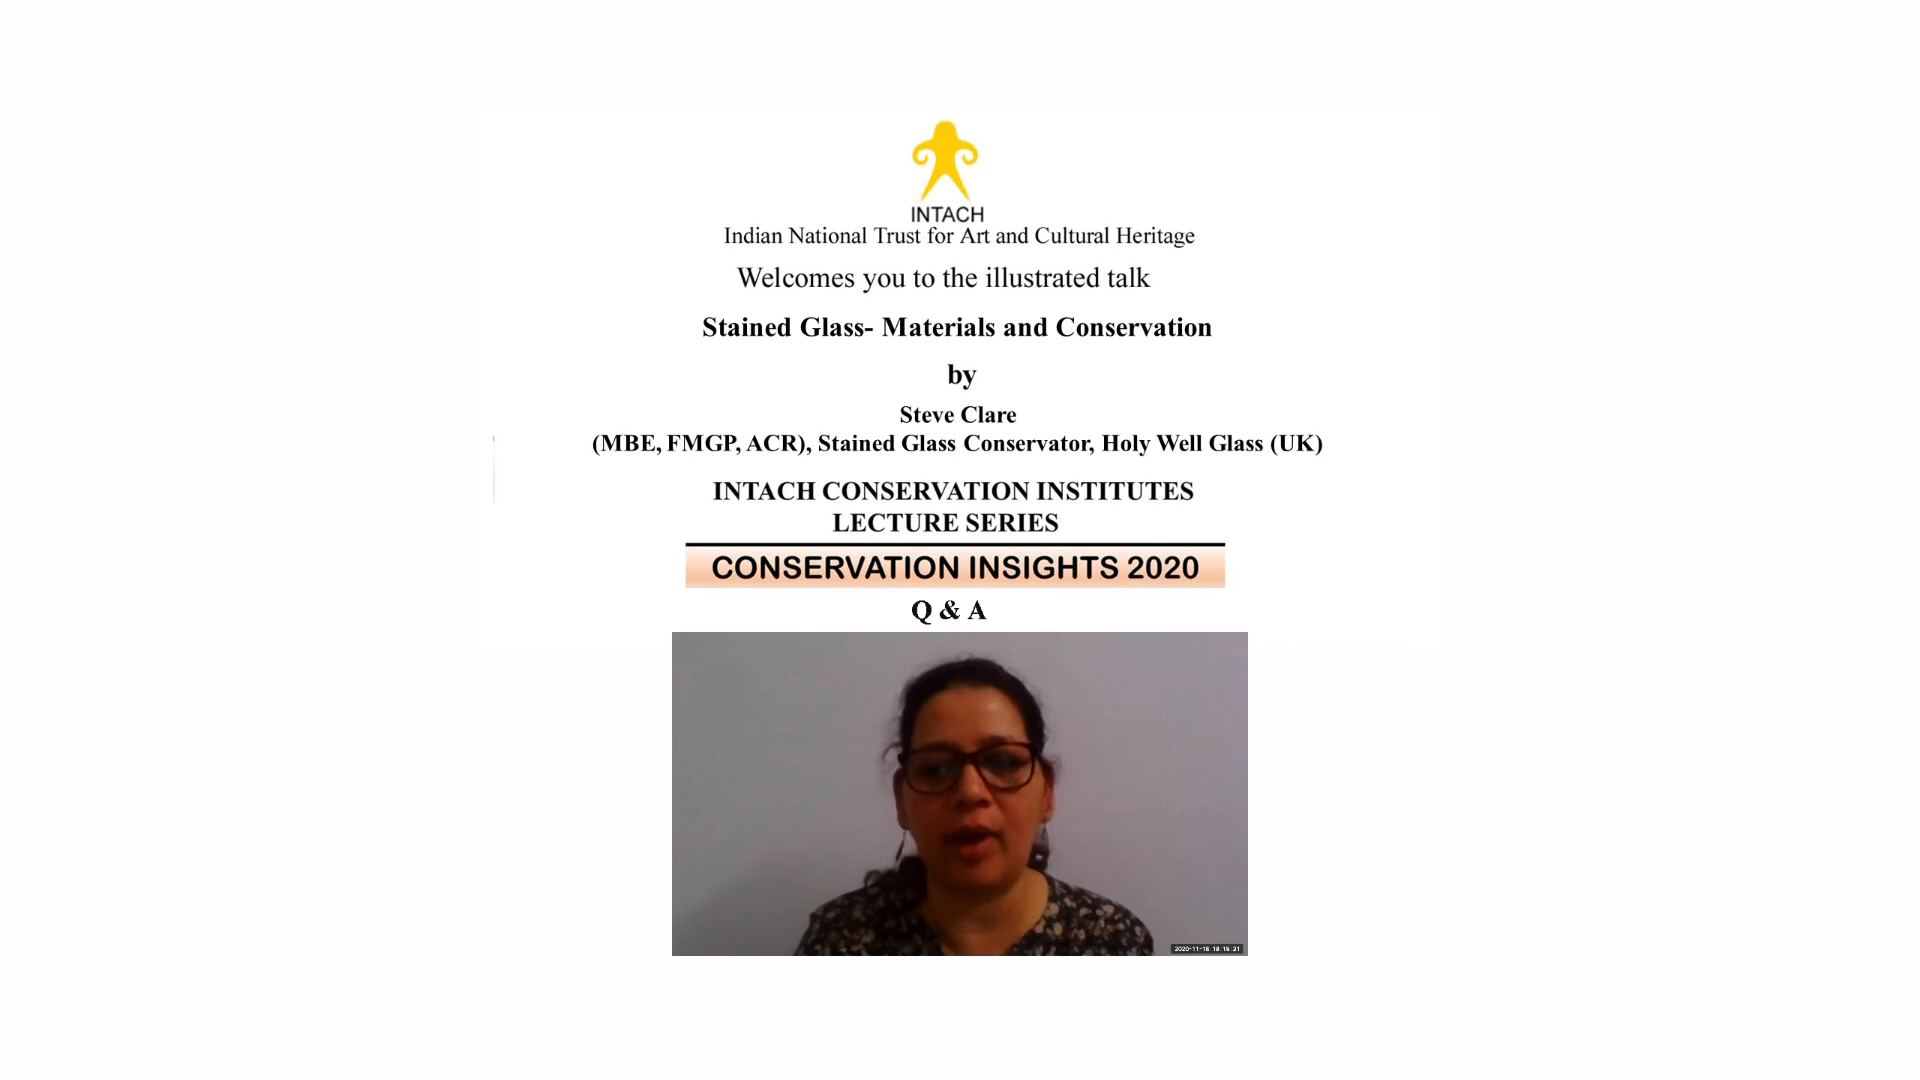 INTACH
Indian National Trust for Art and Cultural Heritage
Welcomes you to the illustrated talk
Stained Glass- Materials and Conservation
by
Steve Clare
(MBE, FMGP, ACR), Stained Glass Conservator, Holy Well Glass (UK)
INTACH CONSERVATION INSTITUTES
LECTURE SERIES
CONSERVATION INSIGHTS 2020
Q & A